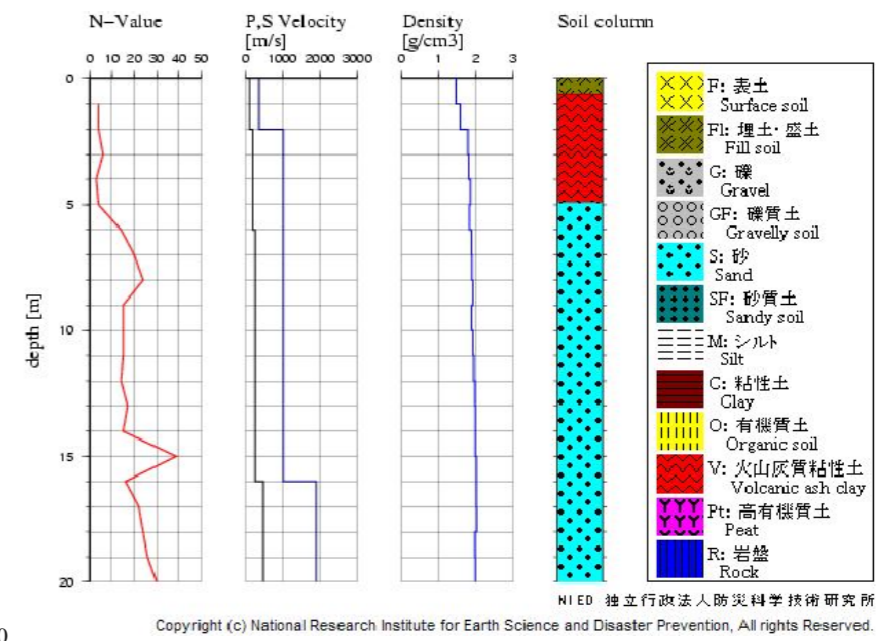 N-Value
0 10 20 30 40 50
P,S Velocity
[m/s]
0 1000 2000 3000
Density
[g/cm3]
0 1 2 3
Soil column
depth [m]
0
5
10
15
20
F: 表土
Surface soil
Fl: 埋土・盛土
Fill soil
G: 礫
Gravel
GF: 礫質土
Gravelly soil
S: 砂
Sand
SF: 砂質土
Sandy soil
M: シルト
Silt
C: 粘性土
Clay
O: 有機質土
Organic soil
V: 火山灰質粘性土
Volcanic ash clay
Pt: 高有機質土
Peat
R: 岩盤
Rock
NIED 独立行政法人防災科学技術研究所
Copyright (c) National Research Institute for Earth Science and Disaster Prevention, All rights Reserved.